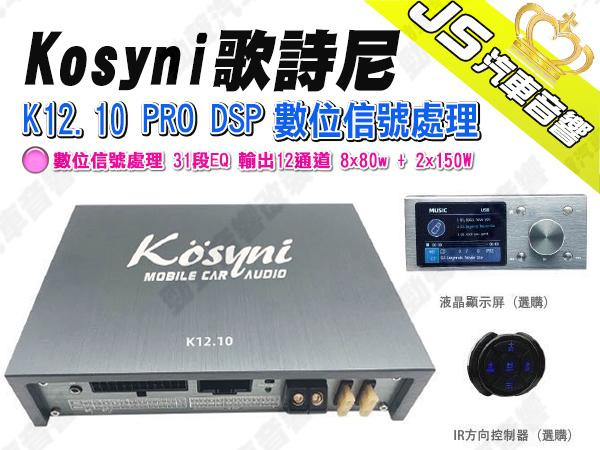 Kosyni歌詩尼
JS汽車音響
K12.10 PRO DSP 數位信號處理
數位信號處理 31段EQ 輸出12通道 8x80w + 2x150W
Kosyni
MOBILE CAR AUDIO
K12.10
MUSIC USB
液晶顯示屏 (選購)
IR方向控制器 (選購)